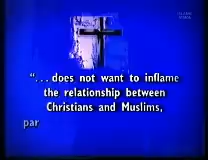 "...does not want to inflame
the relationship between
Christians and Muslims,
par